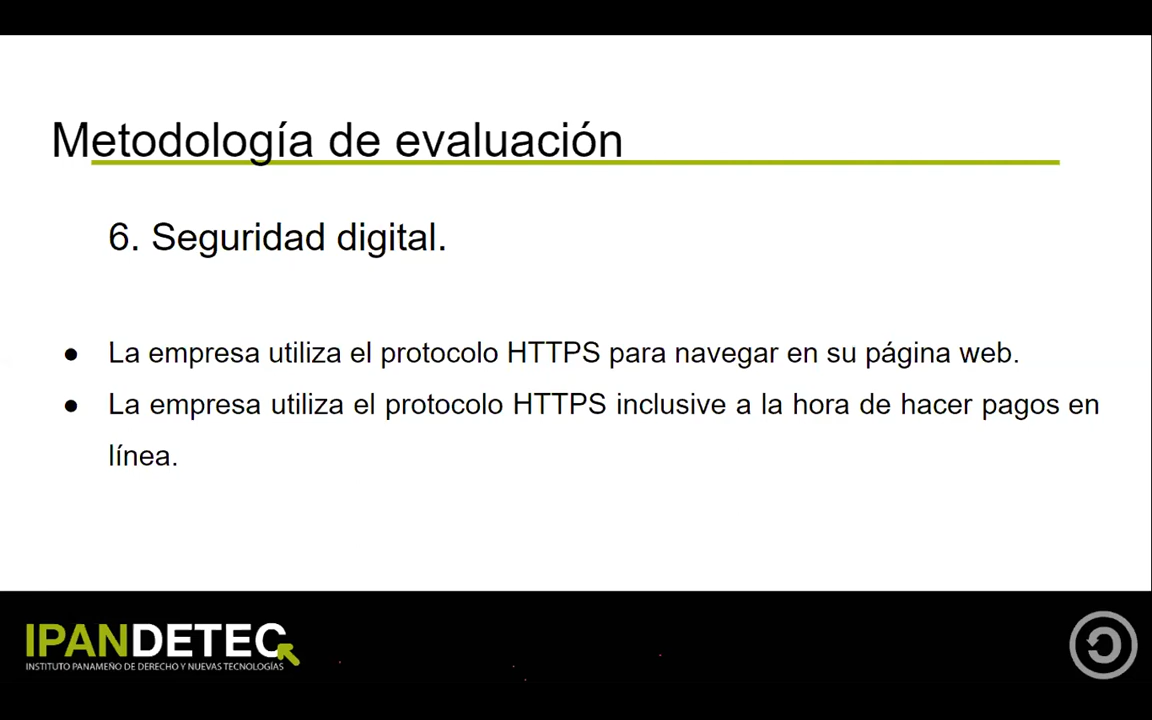 Metodología de evaluación
6. Seguridad digital.
● La empresa utiliza el protocolo HTTPS para navegar en su página web.
● La empresa utiliza el protocolo HTTPS inclusive a la hora de hacer pagos en
línea.
IPANDETEC
INSTITUTO PANAMEÑO DE DERECHO Y NUEVAS TECNOLOGÍAS